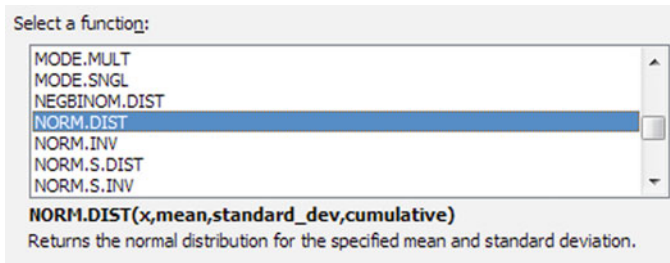 Select a function:
MODE.MULT
MODE.SNGL
NEGBINOM.DIST
NORM.DIST
NORM.INV
NORM.S.DIST
NORM.S.INV
NORM.DIST(x,mean,standard_dev,cumulative)
Returns the normal distribution for the specified mean and standard deviation.